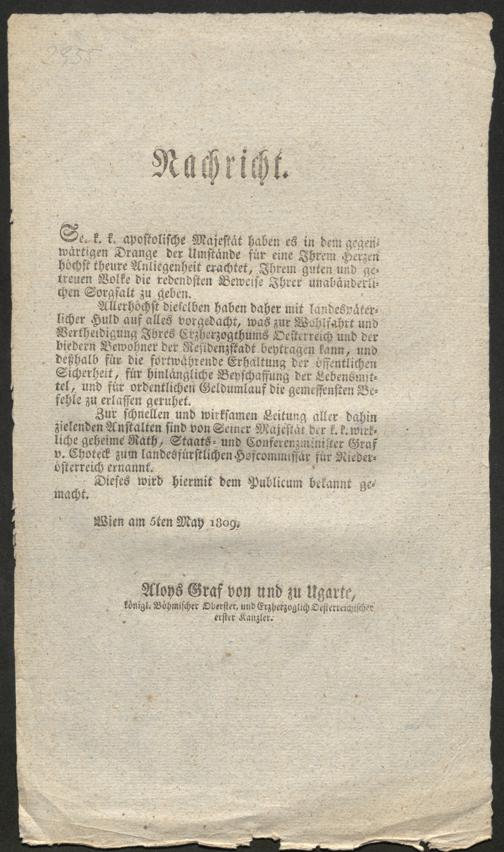 2955
Nachricht.
Se. k. k. apostolische Majestät haben es in dem gegen-
wärtigen Drange der Umstände für eine Ihrem Herzen
höchst theure Anliegenheit erachtet, Ihrem guten und ge-
treuen Volke die redendsten Beweise Ihrer unabänderli-
chen Sorgfalt zu geben.
Allerhöchst dieselben haben daher mit landesväter-
licher Huld auf alles vorgedacht, was zur Wohlfahrt und
Vertheidigung Ihres Erzherzogthums Oesterreich und der
biedern Bewohner der Residenzstadt beytragen kann, und
deßhalb für die fortwährende Erhaltung der öffentlichen
Sicherheit, für hinlängliche Beyschaffung der Lebensmit-
tel, und für ordentlichen Geldumlauf die gemessensten Be-
fehle zu erlassen geruhet.
Zur schnellen und wirksamen Leitung aller dahin
zielenden Anstalten sind von Seiner Majestät der k. k. wirk-
liche geheime Rath, Staats- und Conferenzminister Graf
v. Choteck zum landesfürstlichen Hofcommissär für Nieder-
österreich ernannt.
Dieses wird hiermit dem Publicum bekannt ge-
macht.
Wien am 5ten May 1809.
Aloys Graf von und zu Ugarte,
königl. Böhmischer Oberster, und Erzherzoglich Oesterreichischer
erster Kanzler.